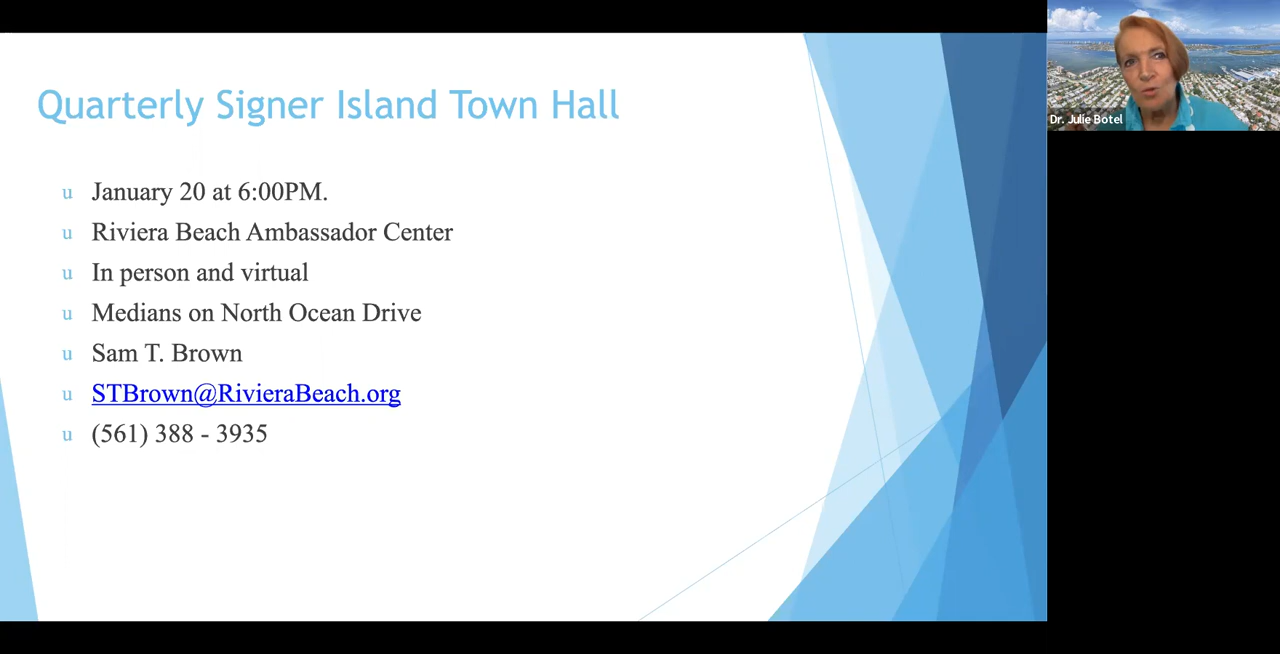 Quarterly Signer Island Town Hall
u January 20 at 6:00PM.
u Riviera Beach Ambassador Center
u In person and virtual
u Medians on North Ocean Drive
u Sam T. Brown
u STBrown@RivieraBeach.org
u (561) 388 - 3935
Dr. Julie Botel